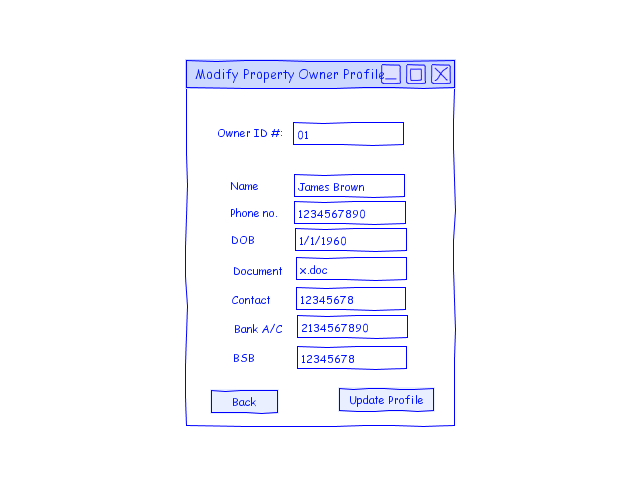 Modify Property Owner Profile
Owner ID #: 01
Name James Brown
Phone no. 1234567890
DOB 1/1/1960
Document x.doc
Contact 12345678
Bank A/C 2134567890
BSB 12345678
Back Update Profile